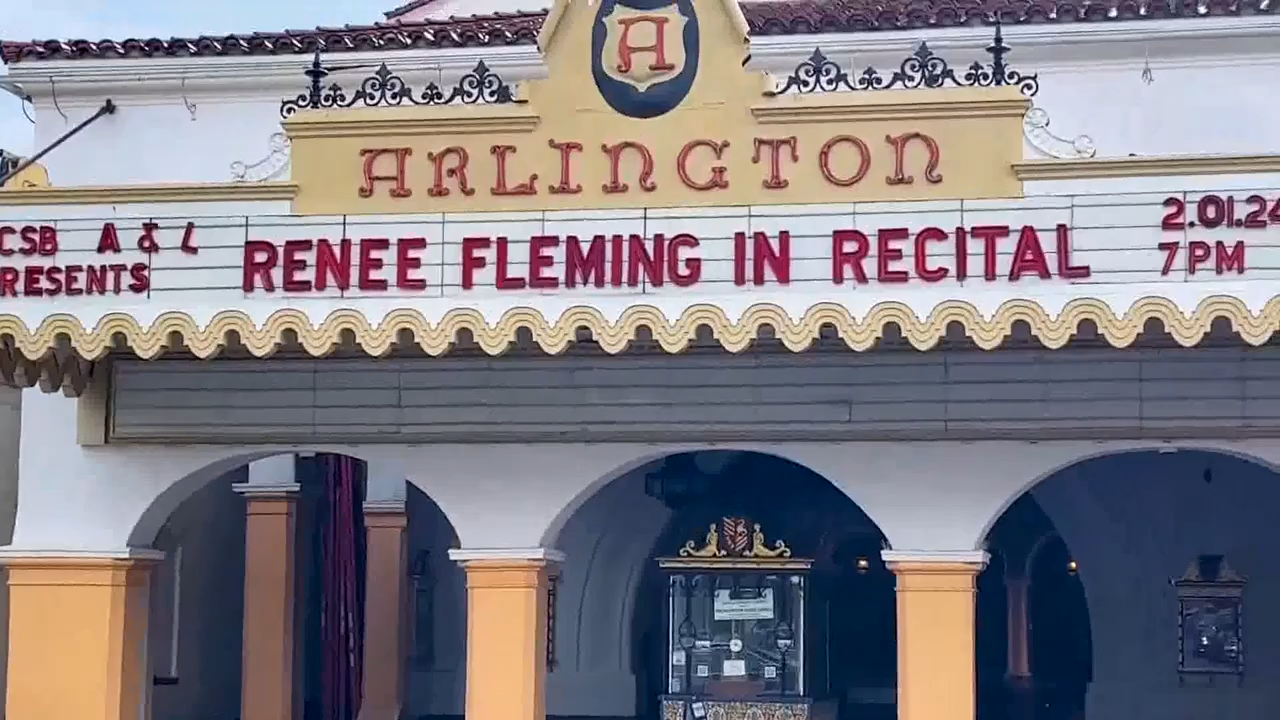 A
ARLINGTON
CSB A & L
RESENTS
RENEE FLEMING IN RECITAL
2.01.24
7PM